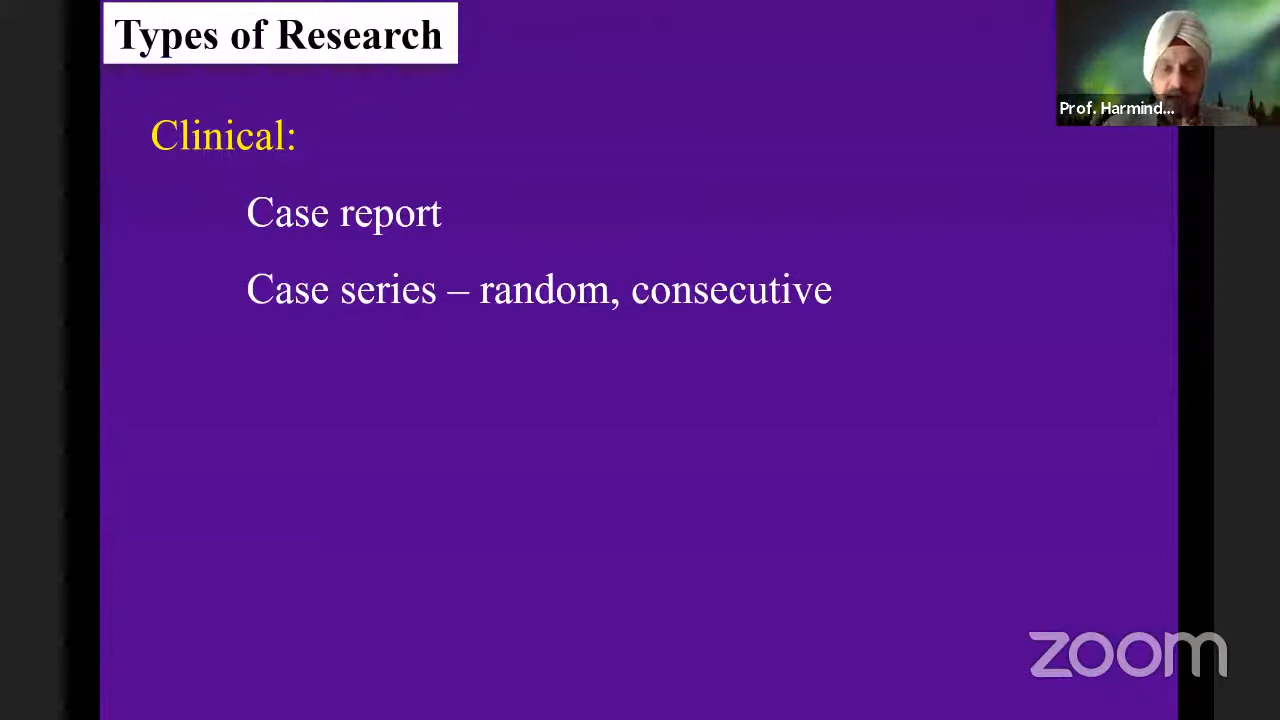 Types of Research
Prof. Harmind...
Clinical:
Case report
Case series – random, consecutive
zoom